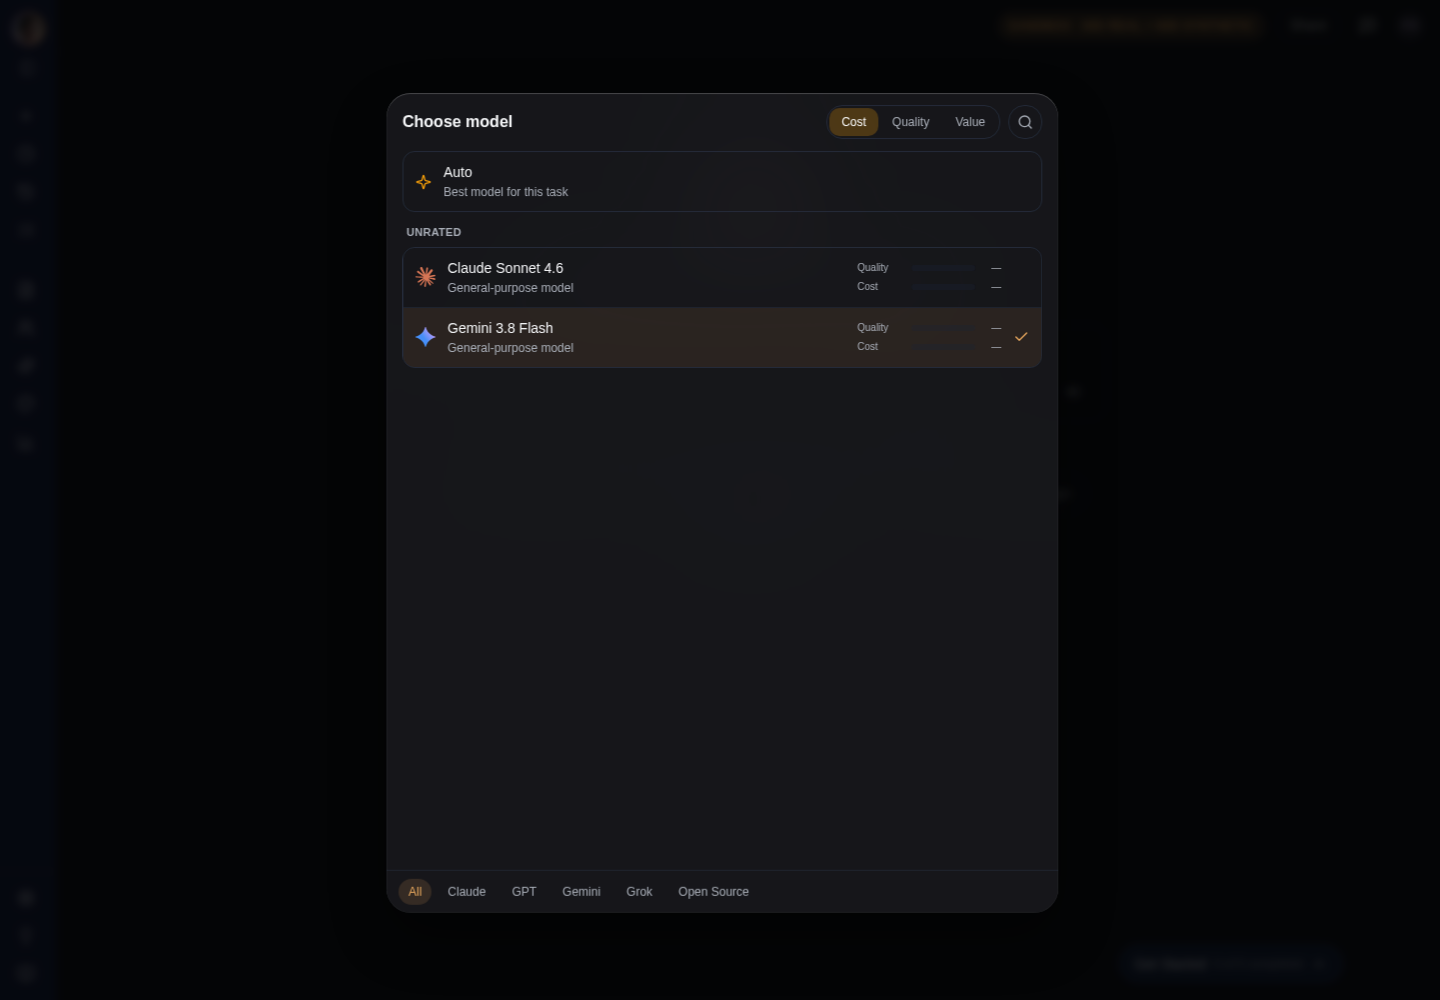 Choose model
Cost Quality Value
Auto
Best model for this task
UNRATED
Claude Sonnet 4.6
General-purpose model
Quality —
Cost —
Gemini 3.8 Flash
General-purpose model
Quality —
Cost —
All Claude GPT Gemini Grok Open Source